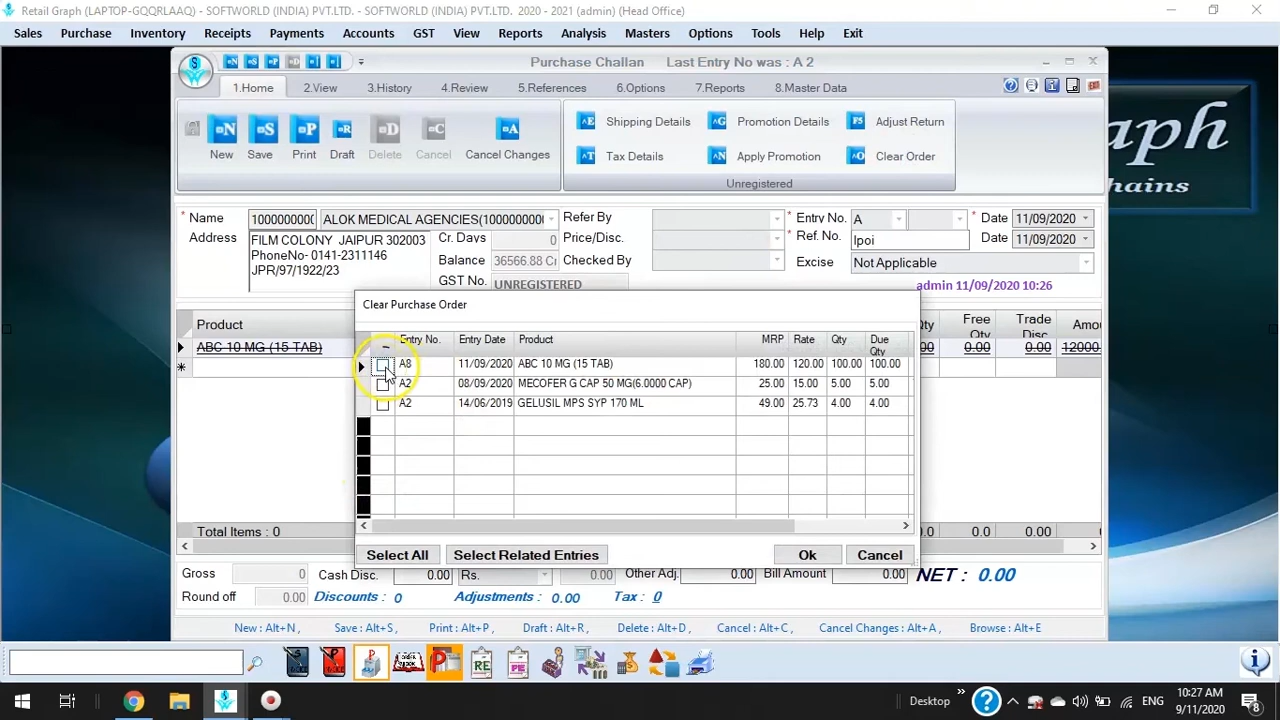 Retail Graph (LAPTOP-GQQRLAAQ) - SOFTWORLD (INDIA) PVT.LTD. - SOFTWORLD (INDIA) PVT.LTD.  2020 - 2021 (admin) (Head Office)
Sales Purchase Inventory Receipts Payments Accounts GST View Reports Analysis Masters Options Tools Help Exit
Purchase Challan Last Entry No was : A 2
1.Home 2.View 3.History 4.Review 5.References 6.Options 7.Reports 8.Master Data
Shipping Details Promotion Details Adjust Return
New Save Print Draft Delete Cancel Cancel Changes
Tax Details Apply Promotion Clear Order
Unregistered
raph
hains
* Name 1000000000 ALOK MEDICAL AGENCIES(1000000000 Refer By * Entry No. A * Date 11/09/2020
Address FILM COLONY JAIPUR 302003 Cr. Days 0 Price/Disc. * Ref. No. lpoi Date 11/09/2020
PhoneNo- 0141-2311146 Balance 36566.88 Cr Checked By Excise Not Applicable
JPR/97/1922/23 GST No. UNREGISTERED
admin 11/09/2020 10:26
Clear Purchase Order
Product Qty Free Qty Trade Disc. Amou
ABC 10 MG (15 TAB) 0.00 0.00 12000
Entry No. Entry Date Product MRP Rate Qty Due Qty
A8 11/09/2020 ABC 10 MG (15 TAB) 180.00 120.00 100.00 100.00
A2 08/09/2020 MECOFER G CAP 50 MG(6.0000 CAP) 25.00 15.00 5.00 5.00
A2 14/06/2019 GELUSIL MPS SYP 170 ML 49.00 25.73 4.00 4.00
Total Items : 0 0.0 0.00 0.00
Select All Select Related Entries Ok Cancel
Gross 0 Cash Disc. 0.00 Rs. 0.00 Other Adj. 0.00 Bill Amount 0.00 NET : 0.00
Round off 0.00 Discounts : 0 Adjustments : 0.00 Tax : 0
New : Alt+N , Save : Alt+S , Print : Alt+P , Draft : Alt+R , Delete : Alt+D , Cancel : Alt+C , Cancel Changes : Alt+A , Browse : Alt+E
Desktop » ENG 10:27 AM
9/11/2020 8